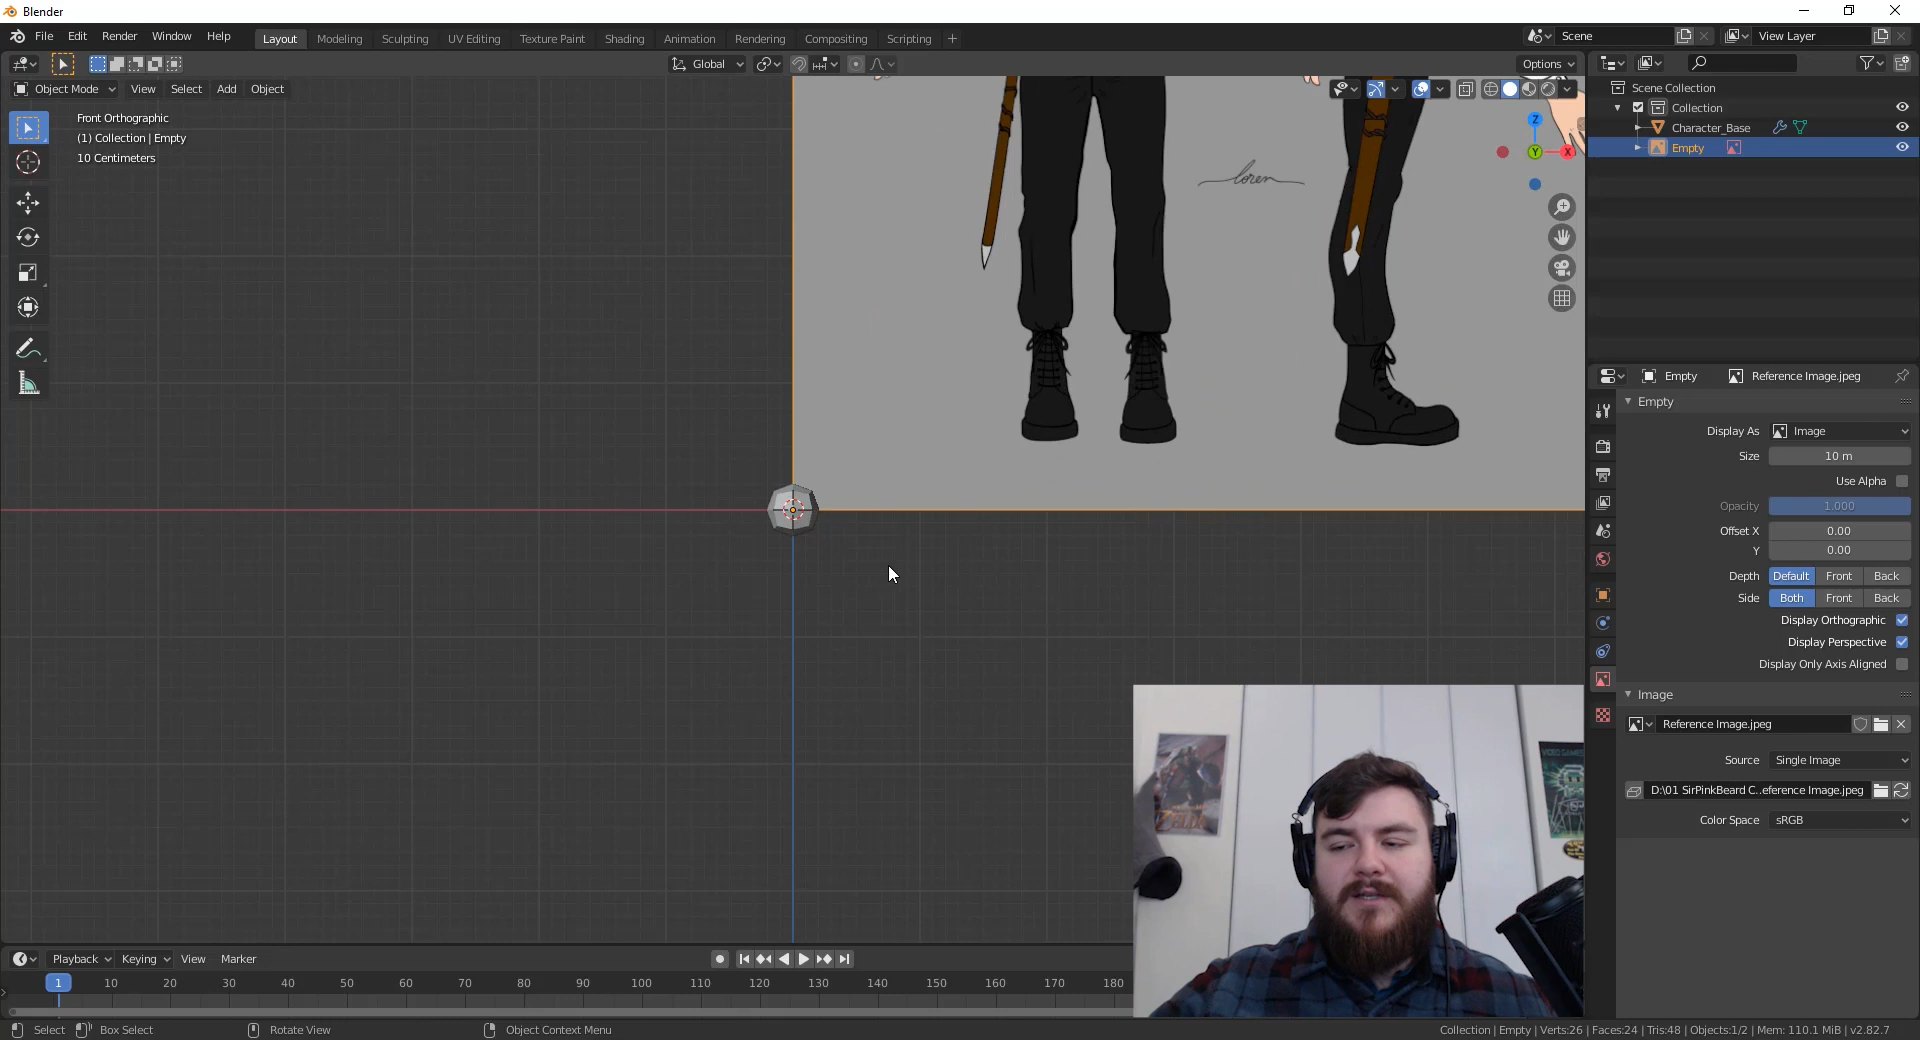 Blender
File Edit Render Window Help
Layout Modeling Sculpting UV Editing Texture Paint Shading Animation Rendering Compositing Scripting +
Scene
View Layer
Global
Options
Object Mode View Select Add Object
Front Orthographic
(1) Collection | Empty
10 Centimeters
Z
Y
X
loren
Scene Collection
Collection
Character_Base
Empty
Empty Reference Image.jpeg
Empty
Display As Image
Size 10 m
Use Alpha
Opacity 1.000
Offset X 0.00
Y 0.00
Depth Default Front Back
Side Both Front Back
Display Orthographic
Display Perspective
Display Only Axis Aligned
Image
Reference Image.jpeg
Source Single Image
D:\01 SirPinkBeard C..eference Image.jpeg
Color Space sRGB
ZELDA
VIDEO GAMES
Playback Keying View Marker
1 10 20 30 40 50 60 70 80 90 100 110 120 130 140 150 160 170 180
Select Box Select Rotate View Object Context Menu
Collection | Empty | Verts:26 | Faces:24 | Tris:48 | Objects:1/2 | Mem: 110.1 MiB | v2.82.7